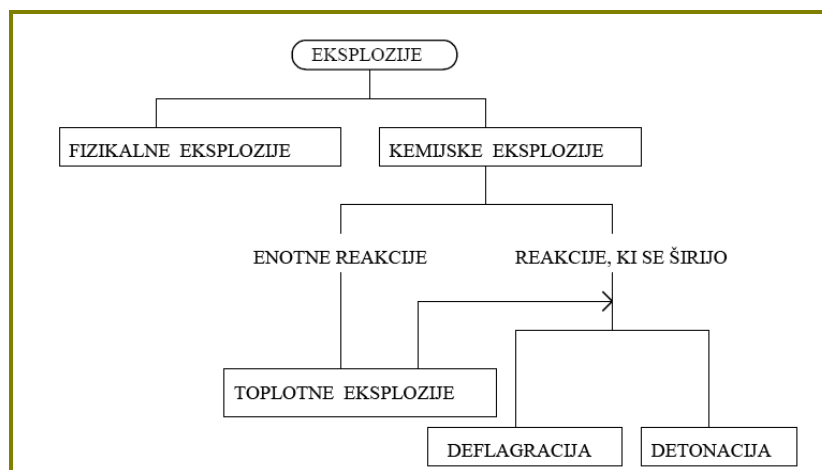 EKSPLOZIJE
FIZIKALNE EKSPLOZIJE
KEMIJSKE EKSPLOZIJE
ENOTNE REAKCIJE
REAKCIJE, KI SE ŠIRIJO
TOPLOTNE EKSPLOZIJE
DEFLAGRACIJA
DETONACIJA